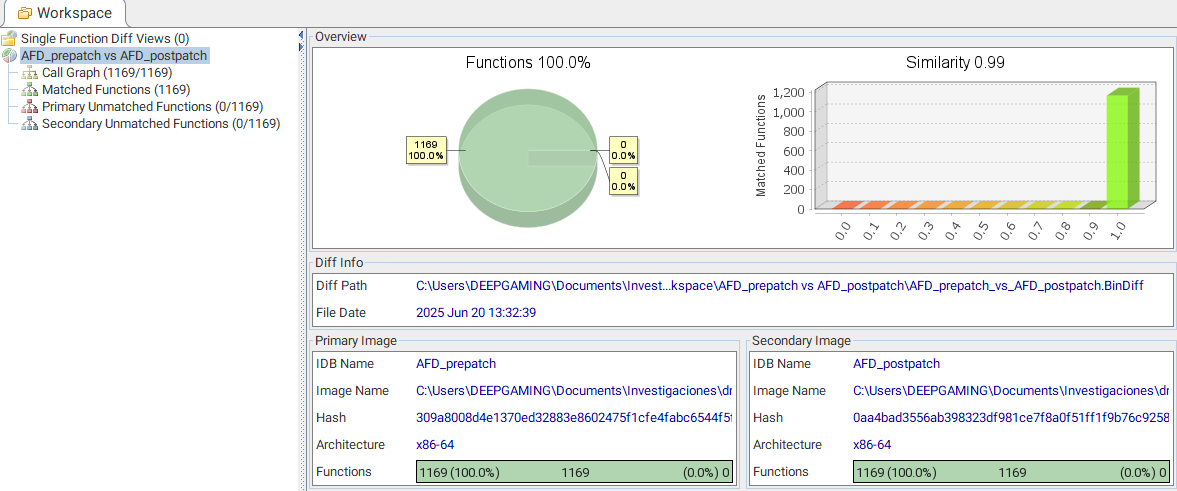 Workspace
Single Function Diff Views (0)
AFD_prepatch vs AFD_postpatch
Call Graph (1169/1169)
Matched Functions (1169)
Primary Unmatched Functions (0/1169)
Secondary Unmatched Functions (0/1169)
Overview
Functions 100.0%
1169
100.0%
0
0.0%
0
0.0%
Similarity 0.99
Matched Functions
1,200
1,000
800
600
400
200
0
0.0 0.1 0.2 0.3 0.4 0.5 0.6 0.7 0.8 0.9 1.0
Diff Info
Diff Path C:\Users\DEEPGAMING\Documents\Invest...kspace\AFD_prepatch vs AFD_postpatch\AFD_prepatch_vs_AFD_postpatch.BinDiff
File Date 2025 Jun 20 13:32:39
Primary Image
IDB Name AFD_prepatch
Image Name C:\Users\DEEPGAMING\Documents\Investigaciones\dr
Hash 309a8008d4e1370ed32883e8602475f1cfe4fabc6544f5f
Architecture x86-64
Functions 1169 (100.0%) 1169 (0.0%) 0
Secondary Image
IDB Name AFD_postpatch
Image Name C:\Users\DEEPGAMING\Documents\Investigaciones\dr
Hash 0aa4bad3556ab398323df981ce7f8a0f51ff1f9b76c9258
Architecture x86-64
Functions 1169 (100.0%) 1169 (0.0%) 0